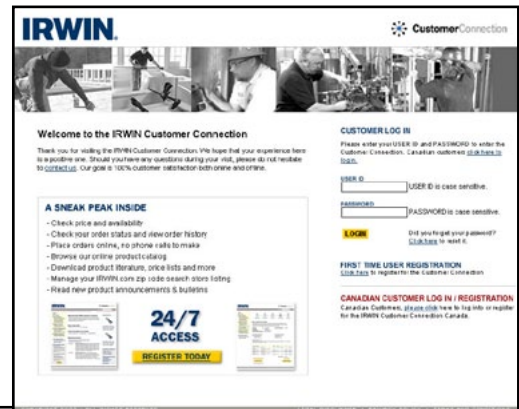 IRWIN.
CustomerConnection
Welcome to the IRWIN Customer Connection
Thank you for visiting the IRWIN Customer Connection. We hope that your experience here
is a positive one. Should you have any questions during your visit, please do not hesitate
to contact us. Our goal is 100% customer satisfaction both online and offline.
A SNEAK PEAK INSIDE
- Check price and availability
- Check your order status and view order history
- Place orders online, no phone calls to make
- Browse our online product catalog
- Download product literature, price lists and more
- Manage your IRWIN.com zip code search store listing
- Read new product announcements & bulletins
24/7
ACCESS
REGISTER TODAY
CUSTOMER LOG IN
Please enter your USER ID and PASSWORD to enter the
Customer Connection. Canadian customers click here to
login.
USER ID
USER ID is case sensitive.
PASSWORD
PASSWORD is case sensitive.
LOGIN
Did you forget your password?
Click here to reset it.
FIRST TIME USER REGISTRATION
Click here to register for the Customer Connection
CANADIAN CUSTOMER LOG IN / REGISTRATION
Canadian Customers, please click here to log into or register
for the IRWIN Customer Connection Canada.